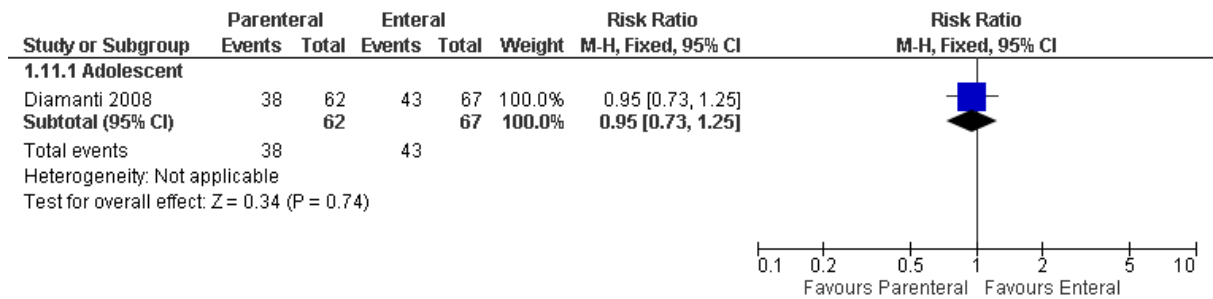 Parenteral Enteral Risk Ratio Risk Ratio
Study or Subgroup Events Total Events Total Weight M-H, Fixed, 95% CI M-H, Fixed, 95% CI
1.11.1 Adolescent
Diamanti 2008 38 62 43 67 100.0% 0.95 [0.73, 1.25]
Subtotal (95% CI) 62 67 100.0% 0.95 [0.73, 1.25]
Total events 38 43
Heterogeneity: Not applicable
Test for overall effect: Z = 0.34 (P = 0.74)
0.1 0.2 0.5 1 2 5 10
Favours Parenteral Favours Enteral